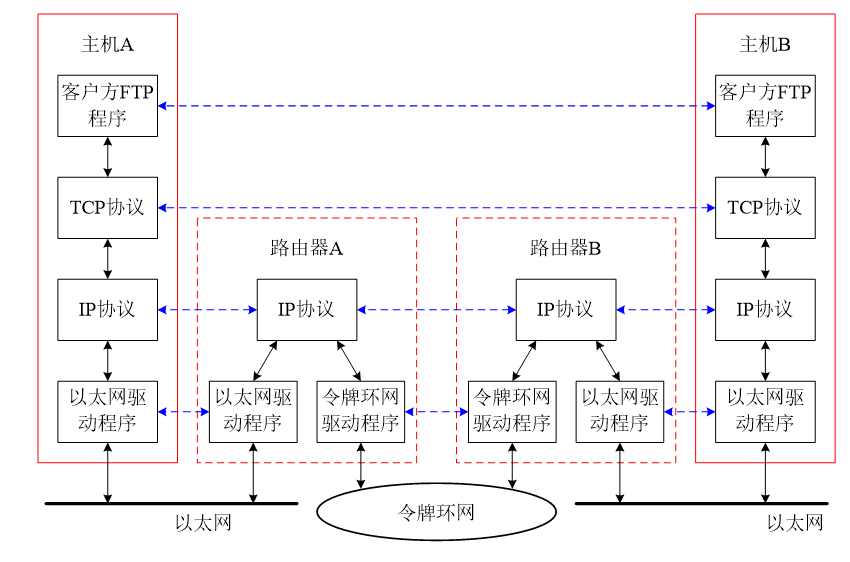 主机A
主机B
客户方FTP
程序
客户方FTP
程序
TCP协议
TCP协议
路由器A
路由器B
IP协议
IP协议
IP协议
IP协议
以太网驱
动程序
以太网驱
动程序
令牌环网
驱动程序
令牌环网
驱动程序
以太网驱
动程序
以太网驱
动程序
以太网
令牌环网
以太网